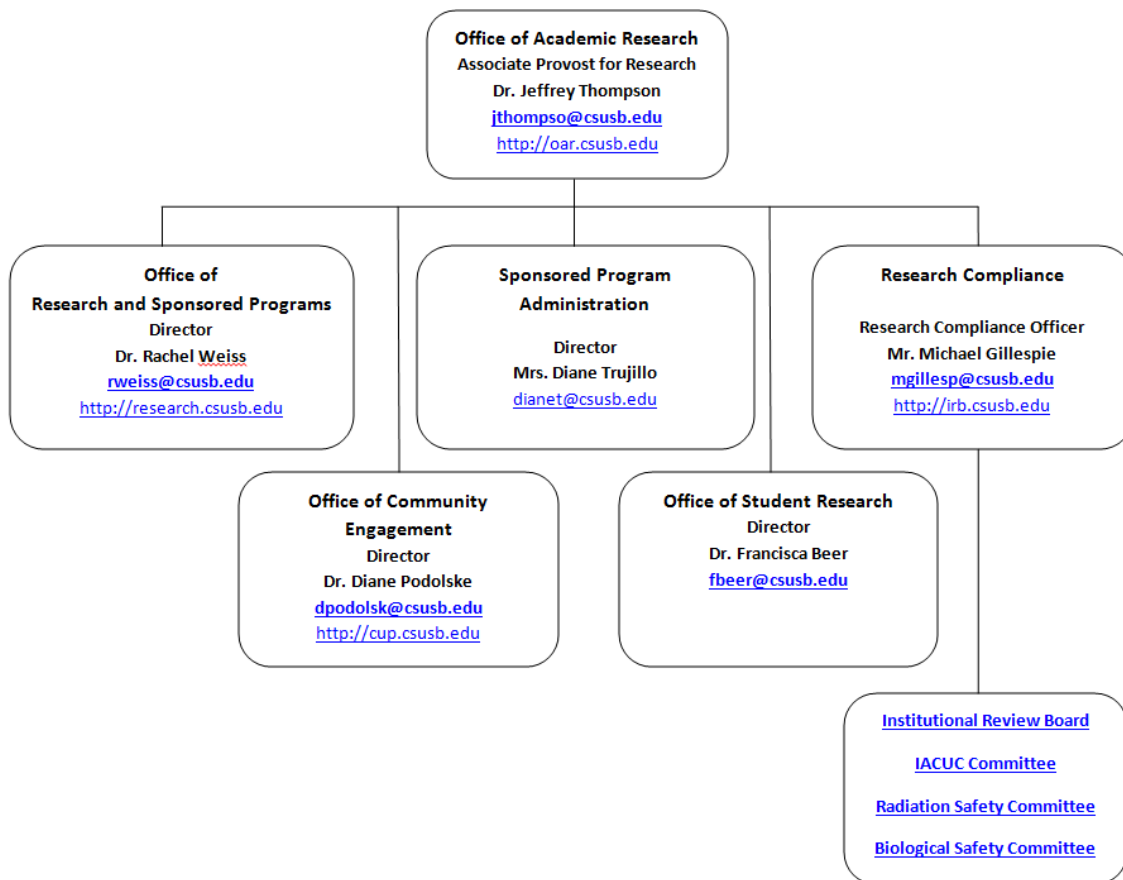 Office of Academic Research
Associate Provost for Research
Dr. Jeffrey Thompson
jthompso@csusb.edu
http://oar.csusb.edu
Office of
Research and Sponsored Programs
Director
Dr. Rachel Weiss
rweiss@csusb.edu
http://research.csusb.edu
Sponsored Program
Administration
Director
Mrs. Diane Trujillo
dianet@csusb.edu
Research Compliance
Research Compliance Officer
Mr. Michael Gillespie
mgillesp@csusb.edu
http://irb.csusb.edu
Office of Community
Engagement
Director
Dr. Diane Podolske
dpodolsk@csusb.edu
http://cup.csusb.edu
Office of Student Research
Director
Dr. Francisca Beer
fbeer@csusb.edu
Institutional Review Board
IACUC Committee
Radiation Safety Committee
Biological Safety Committee